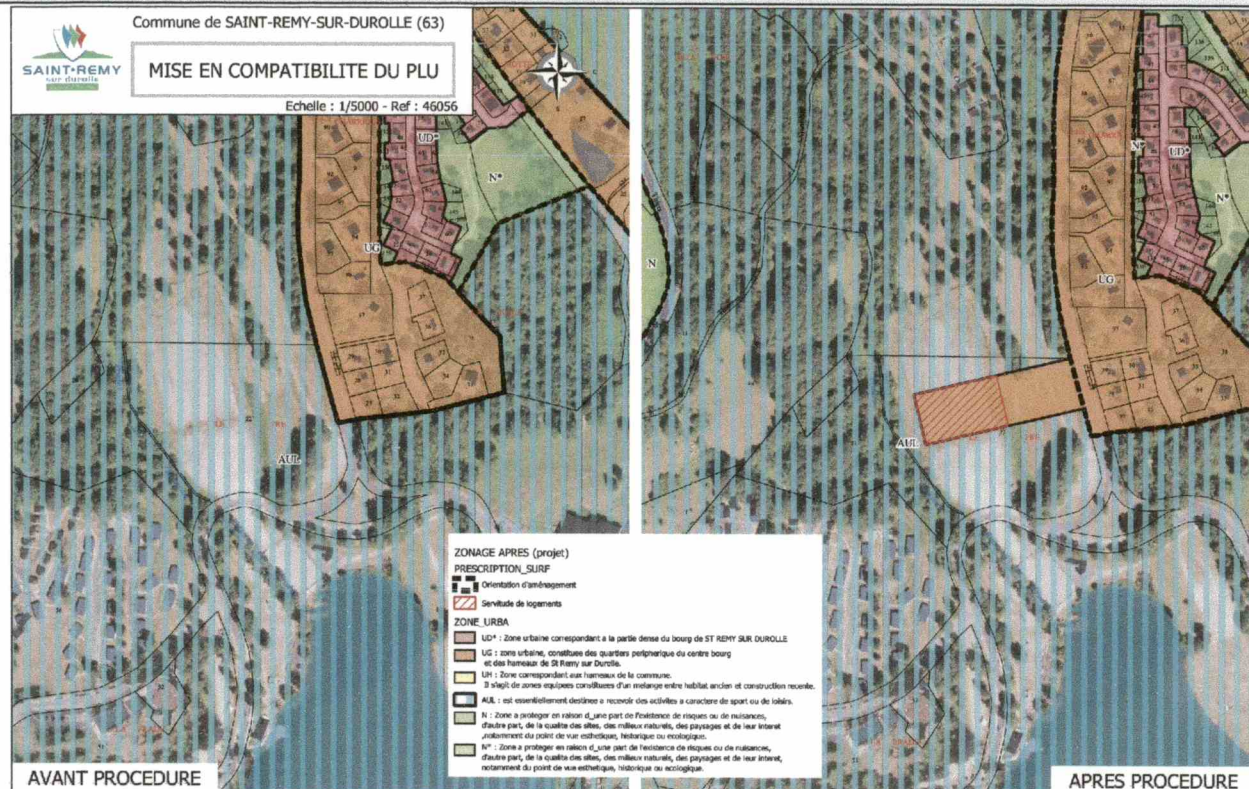 Commune de SAINT-REMY-SUR-DUROLLE (63)
SAINT•REMY
sur durolle
MISE EN COMPATIBILITE DU PLU
Echelle : 1/5000 - Ref : 46056
UD*
N*
UG
AUL
N
N*
UD*
N*
UG
AUL
ZONAGE APRES (projet)
PRESCRIPTION_SURF
Orientation d'aménagement
Servitude de logements
ZONE_URBA
UD* : Zone urbaine correspondant a la partie dense du bourg de ST REMY SUR DUROLLE
UG : zone urbaine, constituee des quartiers peripherique du centre bourg
et des hameaux de St Remy sur Durolle.
UH : Zone correspondant aux hameaux de la commune.
Il s'agit de zones equipees constituees d'un melange entre habitat ancien et construction recente.
AUL : est essentiellement destinee a recevoir des activites a caractere de sport ou de loisirs.
N : Zone a proteger en raison d_une part de l'existence de risques ou de nuisances,
d'autre part, de la qualite des sites, des milieux naturels, des paysages et de leur interet
,notamment du point de vue esthetique, historique ou ecologique.
N* : Zone a proteger en raison d_une part de l'existence de risques ou de nuisances,
d'autre part, de la qualite des sites, des milieux naturels, des paysages et de leur interet,
notamment du point de vue esthetique, historique ou ecologique.
AVANT PROCEDURE
APRES PROCEDURE